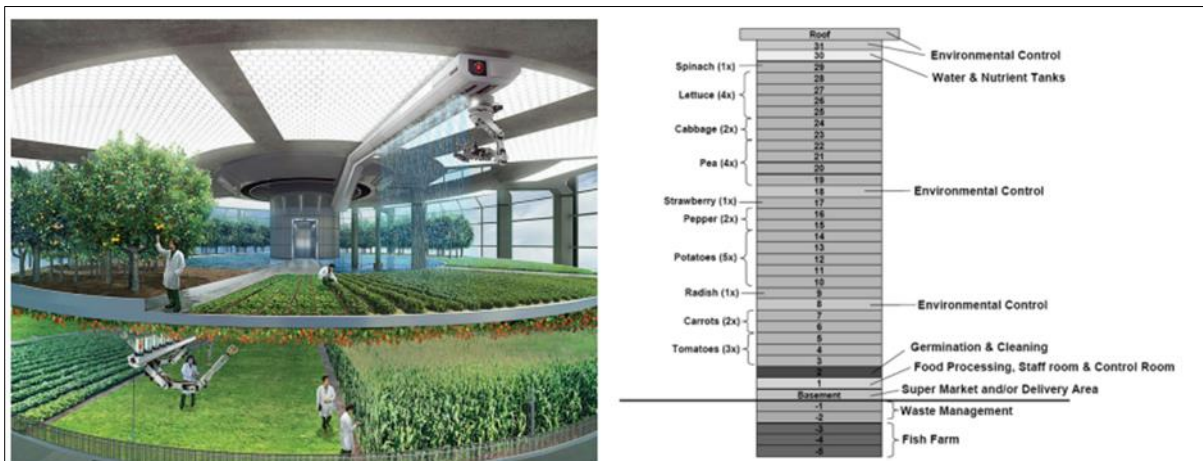 Roof
31
30
Environmental Control
Water & Nutrient Tanks
Spinach (1x)
29
28
Lettuce (4x)
27
26
25
24
Cabbage (2x)
23
22
21
Pea (4x)
20
19
18
Environmental Control
Strawberry (1x)
17
16
Pepper (2x)
15
14
13
Potatoes (5x)
12
11
10
Radish (1x)
9
8
Environmental Control
7
Carrots (2x)
6
5
Tomatoes (3x)
4
3
Germination & Cleaning
2
Food Processing, Staff room & Control Room
1
Super Market and/or Delivery Area
Basement
-1
Waste Management
-2
-3
Fish Farm
-4
-5